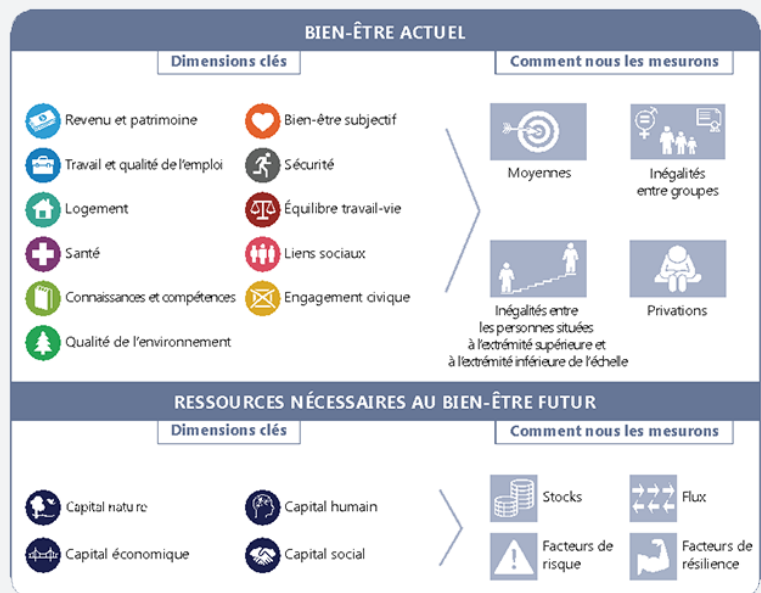 BIEN-ÊTRE ACTUEL
Dimensions clés
Comment nous les mesurons
Revenu et patrimoine
Bien-être subjectif
Travail et qualité de l'emploi
Sécurité
Logement
Équilibre travail-vie
Santé
Liens sociaux
Connaissances et compétences
Engagement civique
Qualité de l'environnement
Moyennes
Inégalités
entre groupes
Inégalités entre
les personnes situées
à l'extrémité supérieure et
à l'extrémité inférieure de l'échelle
Privations
RESSOURCES NÉCESSAIRES AU BIEN-ÊTRE FUTUR
Dimensions clés
Comment nous les mesurons
Capital nature
Capital humain
Capital économique
Capital social
Stocks
Flux
Facteurs de
risque
Facteurs de
résilience